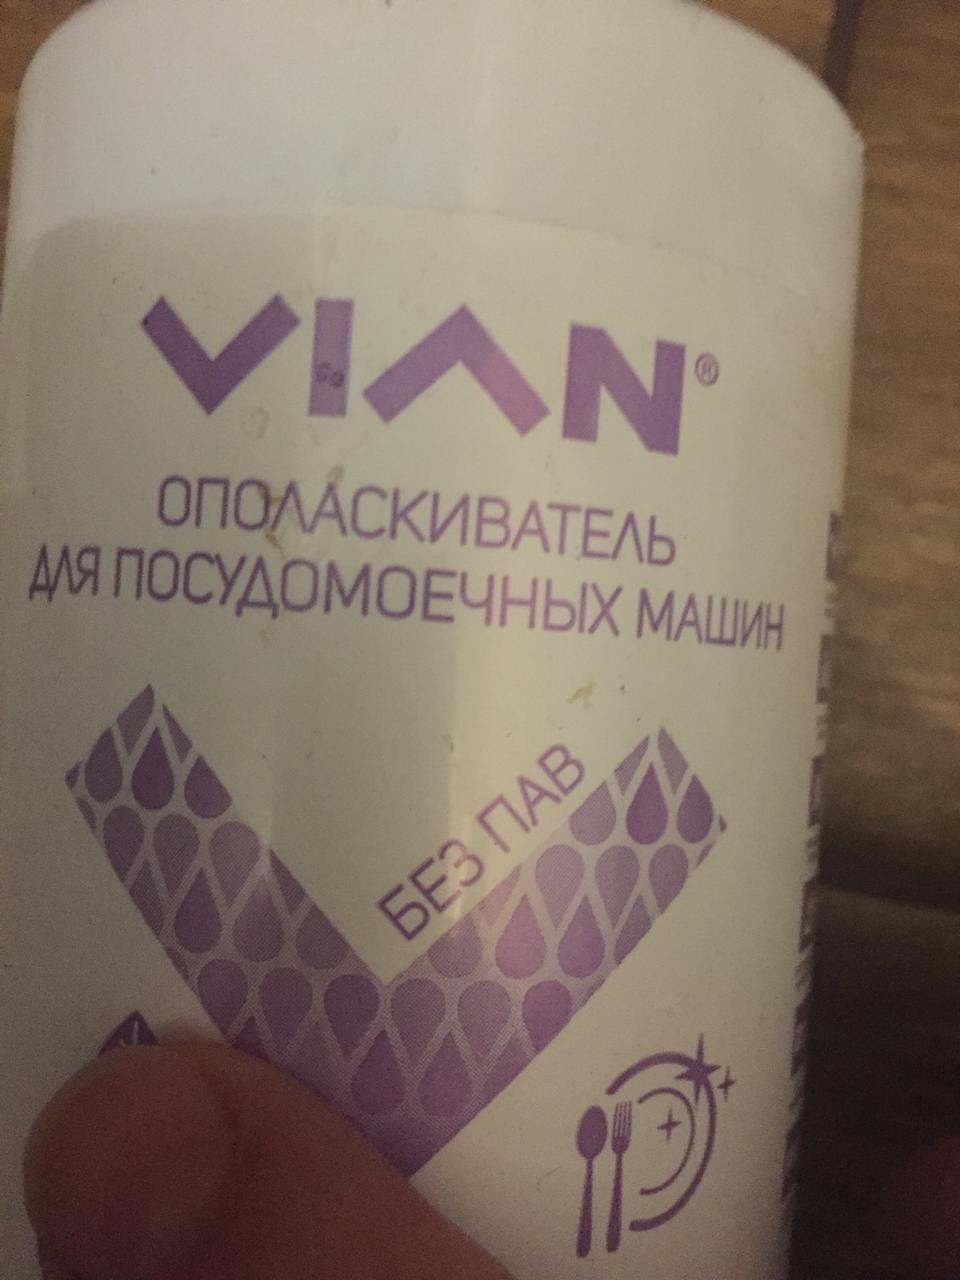 VIAN®
ОПОЛАСКИВАТЕЛЬ
ДЛЯ ПОСУДОМОЕЧНЫХ МАШИН
БЕЗ ПАВ